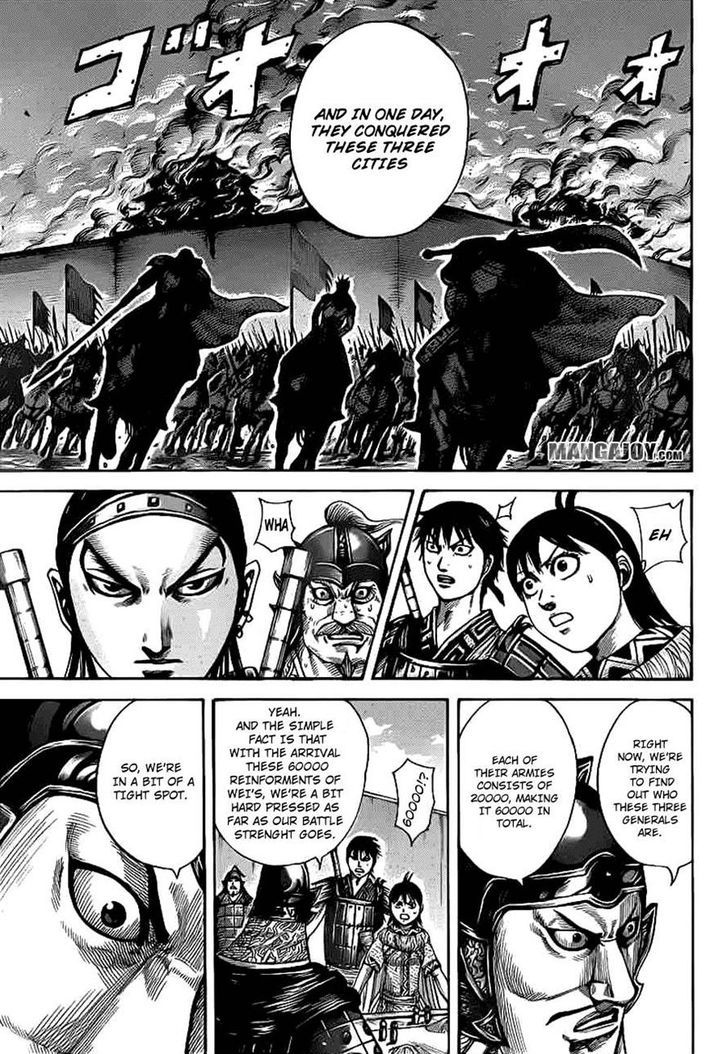 ゴオオオ
AND IN ONE DAY,
THEY CONQUERED
THESE THREE
CITIES
MANGAJOY.COM
EH
WHA
RIGHT
NOW, WE'RE
TRYING
TO FIND
OUT WHO
THESE THREE
GENERALS
ARE.
EACH OF
THEIR ARMIES
CONSISTS OF
20000, MAKING
IT 60000 IN
TOTAL.
60000!?
YEAH.
AND THE SIMPLE
FACT IS THAT
WITH THE ARRIVAL
THESE 60000
REINFORMENTS OF
WEI'S, WE'RE A BIT
HARD PRESSED AS
FAR AS OUR BATTLE
STRENGHT GOES.
SO, WE'RE
IN A BIT OF A
TIGHT SPOT.